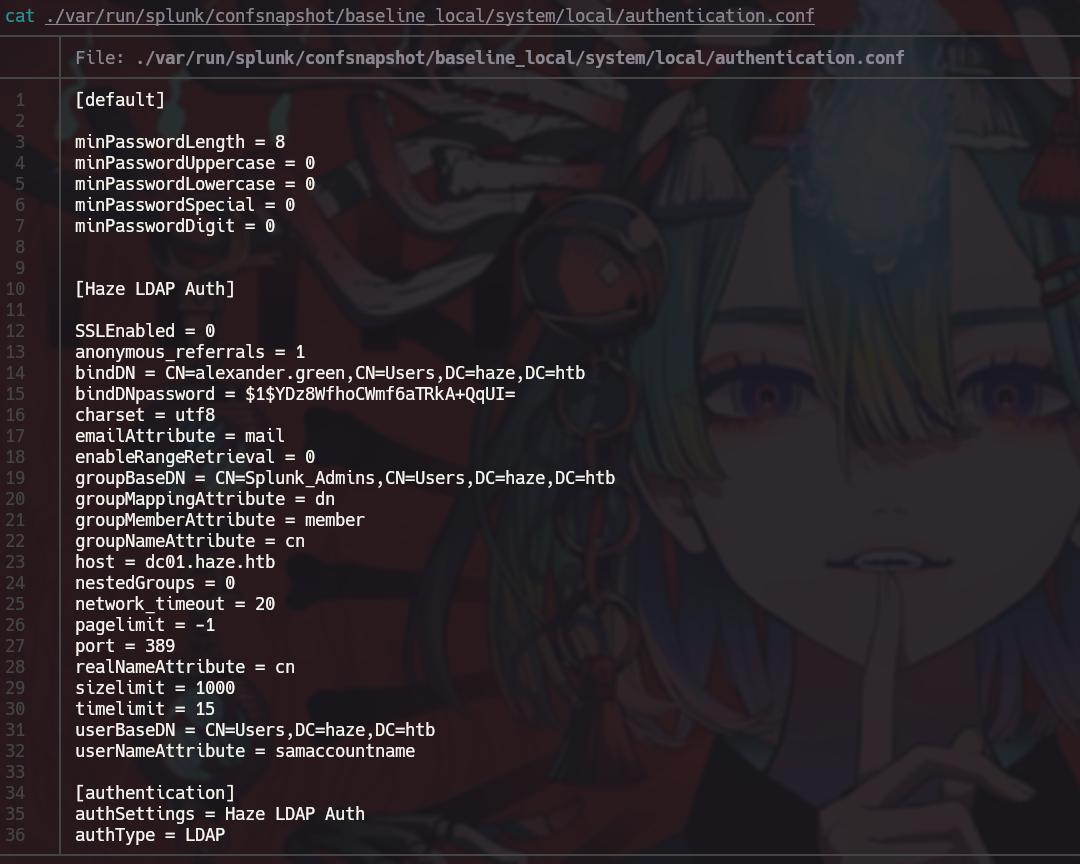 cat ./var/run/splunk/confsnapshot/baseline_local/system/local/authentication.conf
File: ./var/run/splunk/confsnapshot/baseline_local/system/local/authentication.conf
1 [default]
2
3 minPasswordLength = 8
4 minPasswordUppercase = 0
5 minPasswordLowercase = 0
6 minPasswordSpecial = 0
7 minPasswordDigit = 0
8
9
10 [Haze LDAP Auth]
11
12 SSLEnabled = 0
13 anonymous_referrals = 1
14 bindDN = CN=alexander.green,CN=Users,DC=haze,DC=htb
15 bindDNpassword = $1$YDz8WfhoCWmf6aTRkA+QqUI=
16 charset = utf8
17 emailAttribute = mail
18 enableRangeRetrieval = 0
19 groupBaseDN = CN=Splunk_Admins,CN=Users,DC=haze,DC=htb
20 groupMappingAttribute = dn
21 groupMemberAttribute = member
22 groupNameAttribute = cn
23 host = dc01.haze.htb
24 nestedGroups = 0
25 network_timeout = 20
26 pagelimit = -1
27 port = 389
28 realNameAttribute = cn
29 sizelimit = 1000
30 timelimit = 15
31 userBaseDN = CN=Users,DC=haze,DC=htb
32 userNameAttribute = samaccountname
33
34 [authentication]
35 authSettings = Haze LDAP Auth
36 authType = LDAP